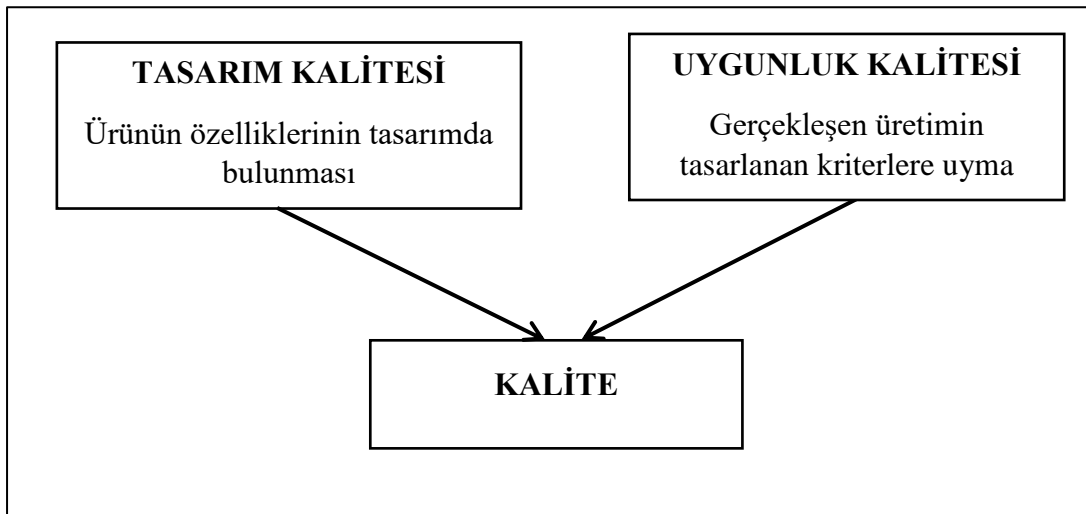 TASARIM KALİTESİ
Ürünün özelliklerinin tasarımda
bulunması
UYGUNLUK KALİTESİ
Gerçekleşen üretimin
tasarlanan kriterlere uyma
KALİTE